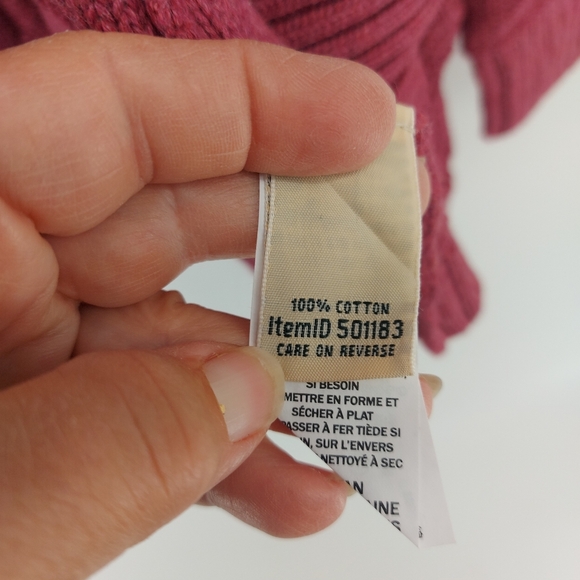 100% COTTON
ItemID 501183
CARE ON REVERSE
SI BESOIN
METTRE EN FORME ET
SÉCHER À PLAT
FER TIÈDE SI
SUR L'ENVERS
NETTOYÉ À SEC